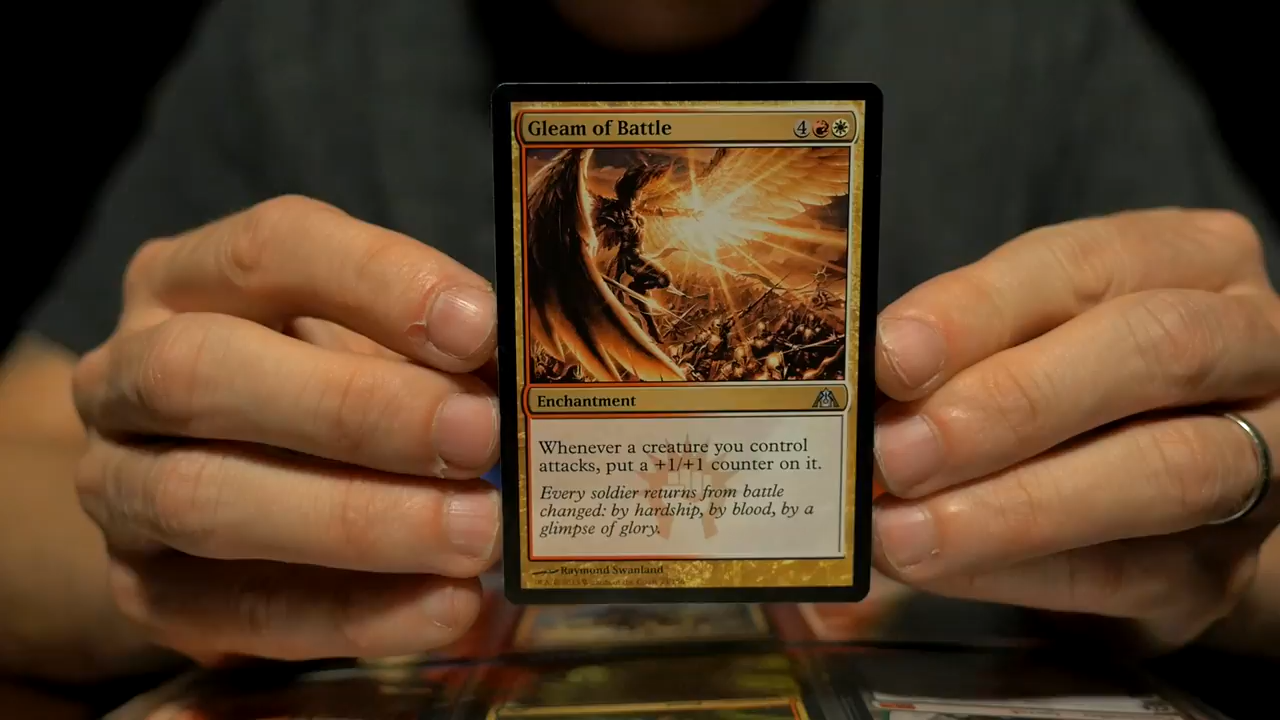 Gleam of Battle 4
Enchantment
Whenever a creature you control
attacks, put a +1/+1 counter on it.
Every soldier returns from battle
changed: by hardship, by blood, by a
glimpse of glory.
Raymond Swanland